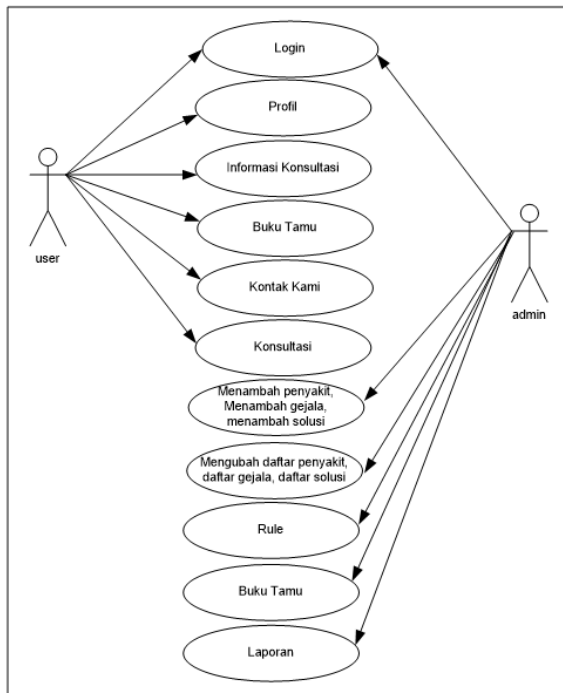 Login
Profil
Informasi Konsultasi
user
Buku Tamu
Kontak Kami
admin
Konsultasi
Menambah penyakit,
Menambah gejala,
menambah solusi
Mengubah daftar penyakit,
daftar gejala, daftar solusi
Rule
Buku Tamu
Laporan